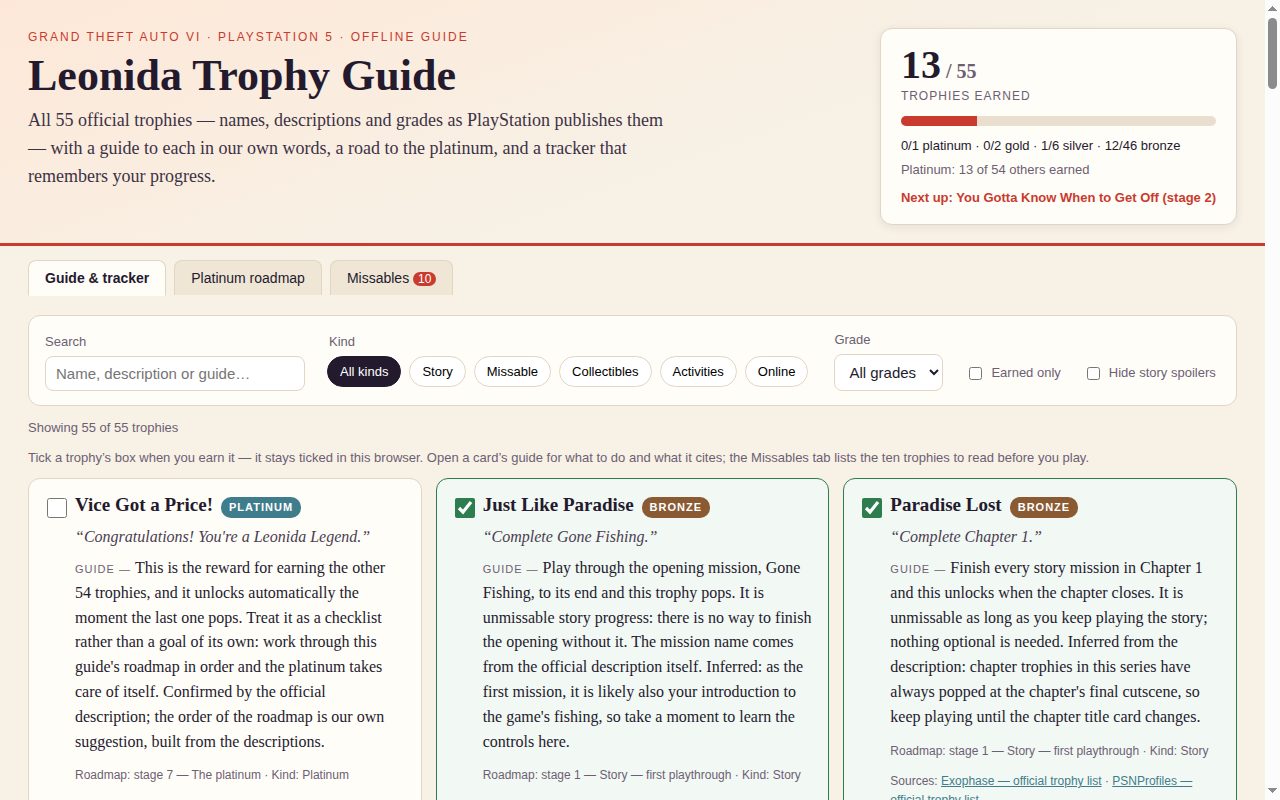 GRAND THEFT AUTO VI · PLAYSTATION 5 · OFFLINE GUIDE
Leonida Trophy Guide
All 55 official trophies — names, descriptions and grades as PlayStation publishes them
— with a guide to each in our own words, a road to the platinum, and a tracker that
remembers your progress.
13 / 55
TROPHIES EARNED
0/1 platinum · 0/2 gold · 1/6 silver · 12/46 bronze
Platinum: 13 of 54 others earned
Next up: You Gotta Know When to Get Off (stage 2)
Guide & tracker
Platinum roadmap
Missables 10
Search
Name, description or guide…
Kind
All kinds
Story
Missable
Collectibles
Activities
Online
Grade
All grades
Earned only
Hide story spoilers
Showing 55 of 55 trophies
Tick a trophy’s box when you earn it — it stays ticked in this browser. Open a card’s guide for what to do and what it cites; the Missables tab lists the ten trophies to read before you play.
Vice Got a Price! PLATINUM
“Congratulations! You're a Leonida Legend.”
GUIDE — This is the reward for earning the other
54 trophies, and it unlocks automatically the
moment the last one pops. Treat it as a checklist
rather than a goal of its own: work through this
guide's roadmap in order and the platinum takes
care of itself. Confirmed by the official
description; the order of the roadmap is our own
suggestion, built from the descriptions.
Roadmap: stage 7 — The platinum · Kind: Platinum
Just Like Paradise BRONZE
“Complete Gone Fishing.”
GUIDE — Play through the opening mission, Gone
Fishing, to its end and this trophy pops. It is
unmissable story progress: there is no way to finish
the opening without it. The mission name comes
from the official description itself. Inferred: as the
first mission, it is likely also your introduction to
the game's fishing, so take a moment to learn the
controls here.
Roadmap: stage 1 — Story — first playthrough · Kind: Story
Paradise Lost BRONZE
“Complete Chapter 1.”
GUIDE — Finish every story mission in Chapter 1
and this unlocks when the chapter closes. It is
unmissable as long as you keep playing the story;
nothing optional is needed. Inferred from the
description: chapter trophies in this series have
always popped at the chapter's final cutscene, so
keep playing until the chapter title card changes.
Roadmap: stage 1 — Story — first playthrough · Kind: Story
Sources: Exophase — official trophy list · PSNProfiles —
official trophy list